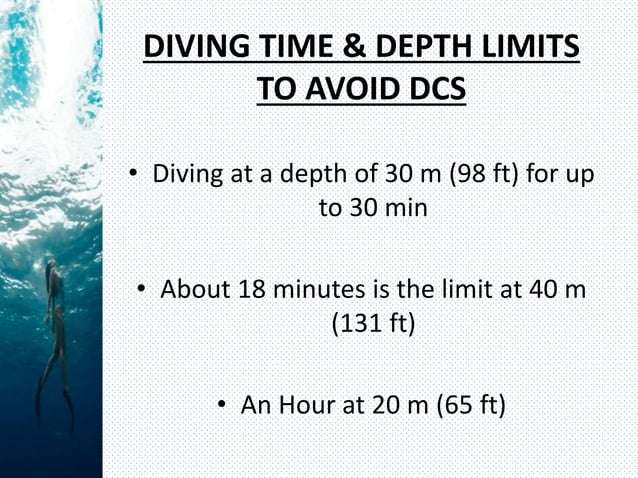 DIVING TIME & DEPTH LIMITS
TO AVOID DCS
• Diving at a depth of 30 m (98 ft) for up
to 30 min
• About 18 minutes is the limit at 40 m
(131 ft)
• An Hour at 20 m (65 ft)